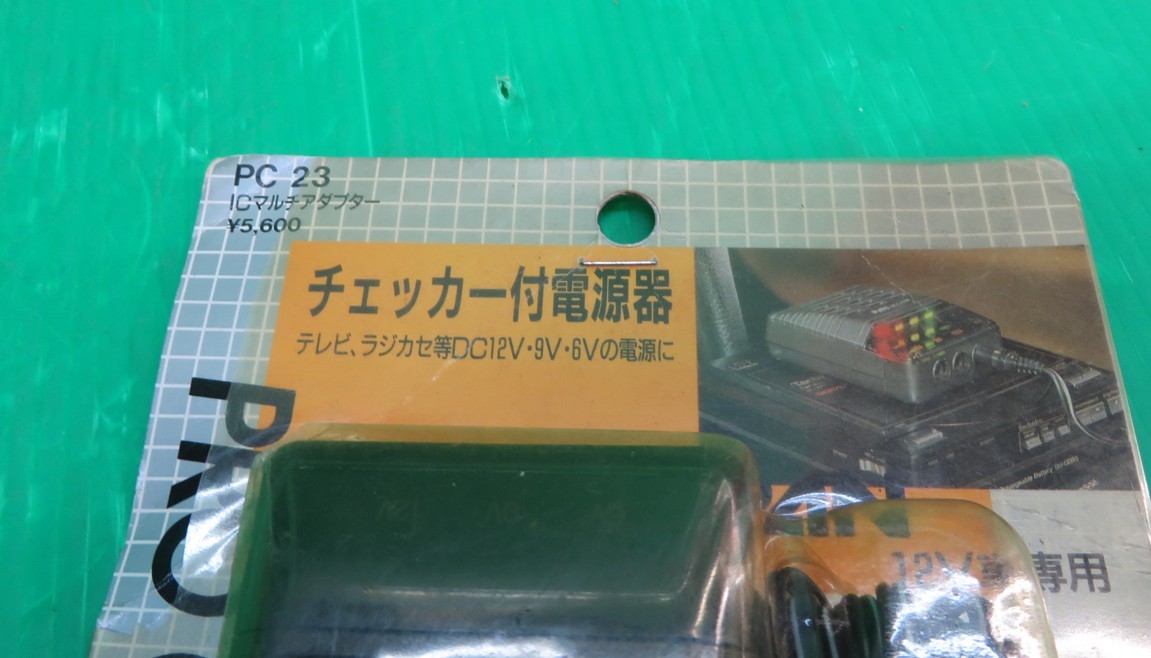 PC 23
ICマルチアダプター
¥5,600
チェッカー付電源器
テレビ、ラジカセ等DC12V・9V・6Vの電源に
PRO
12V車専用